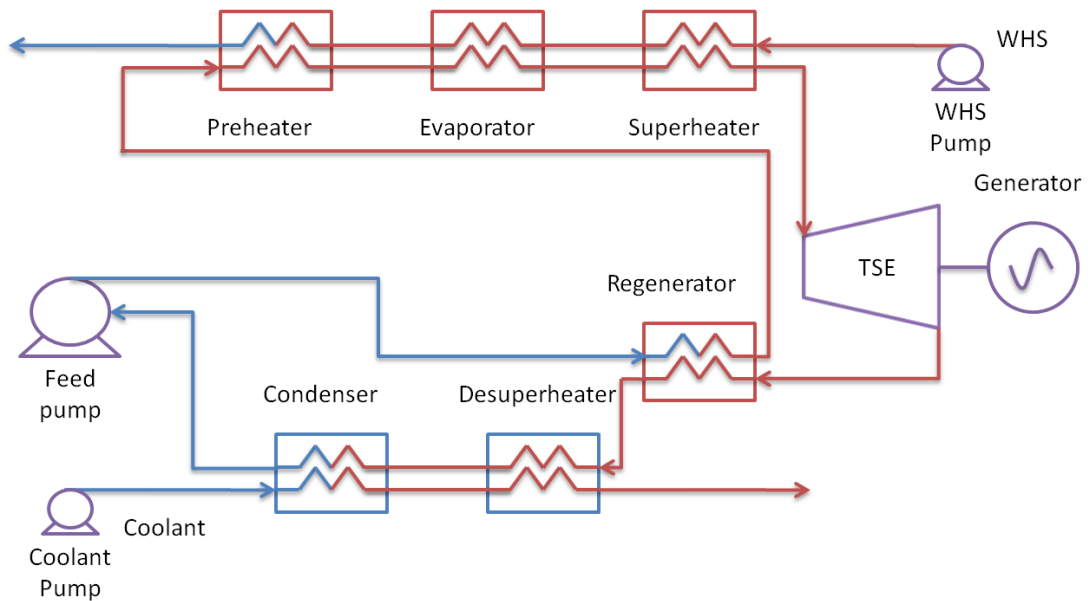 WHS
WHS
Pump
Preheater
Evaporator
Superheater
Generator
TSE
Regenerator
Feed
pump
Condenser
Desuperheater
Coolant
Coolant
Pump